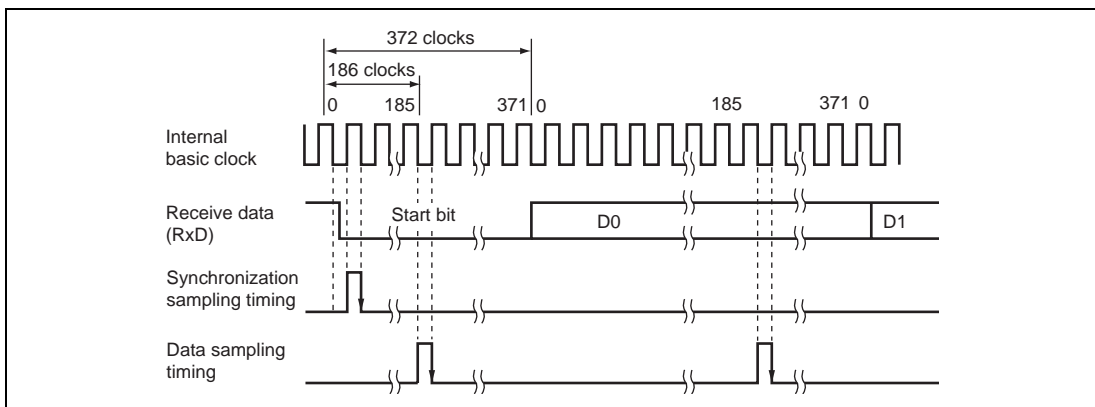 372 clocks
186 clocks
0 185 371 0 185 371 0
Internal
basic clock
Receive data
(RxD)
Start bit D0 D1
Synchronization
sampling timing
Data sampling
timing